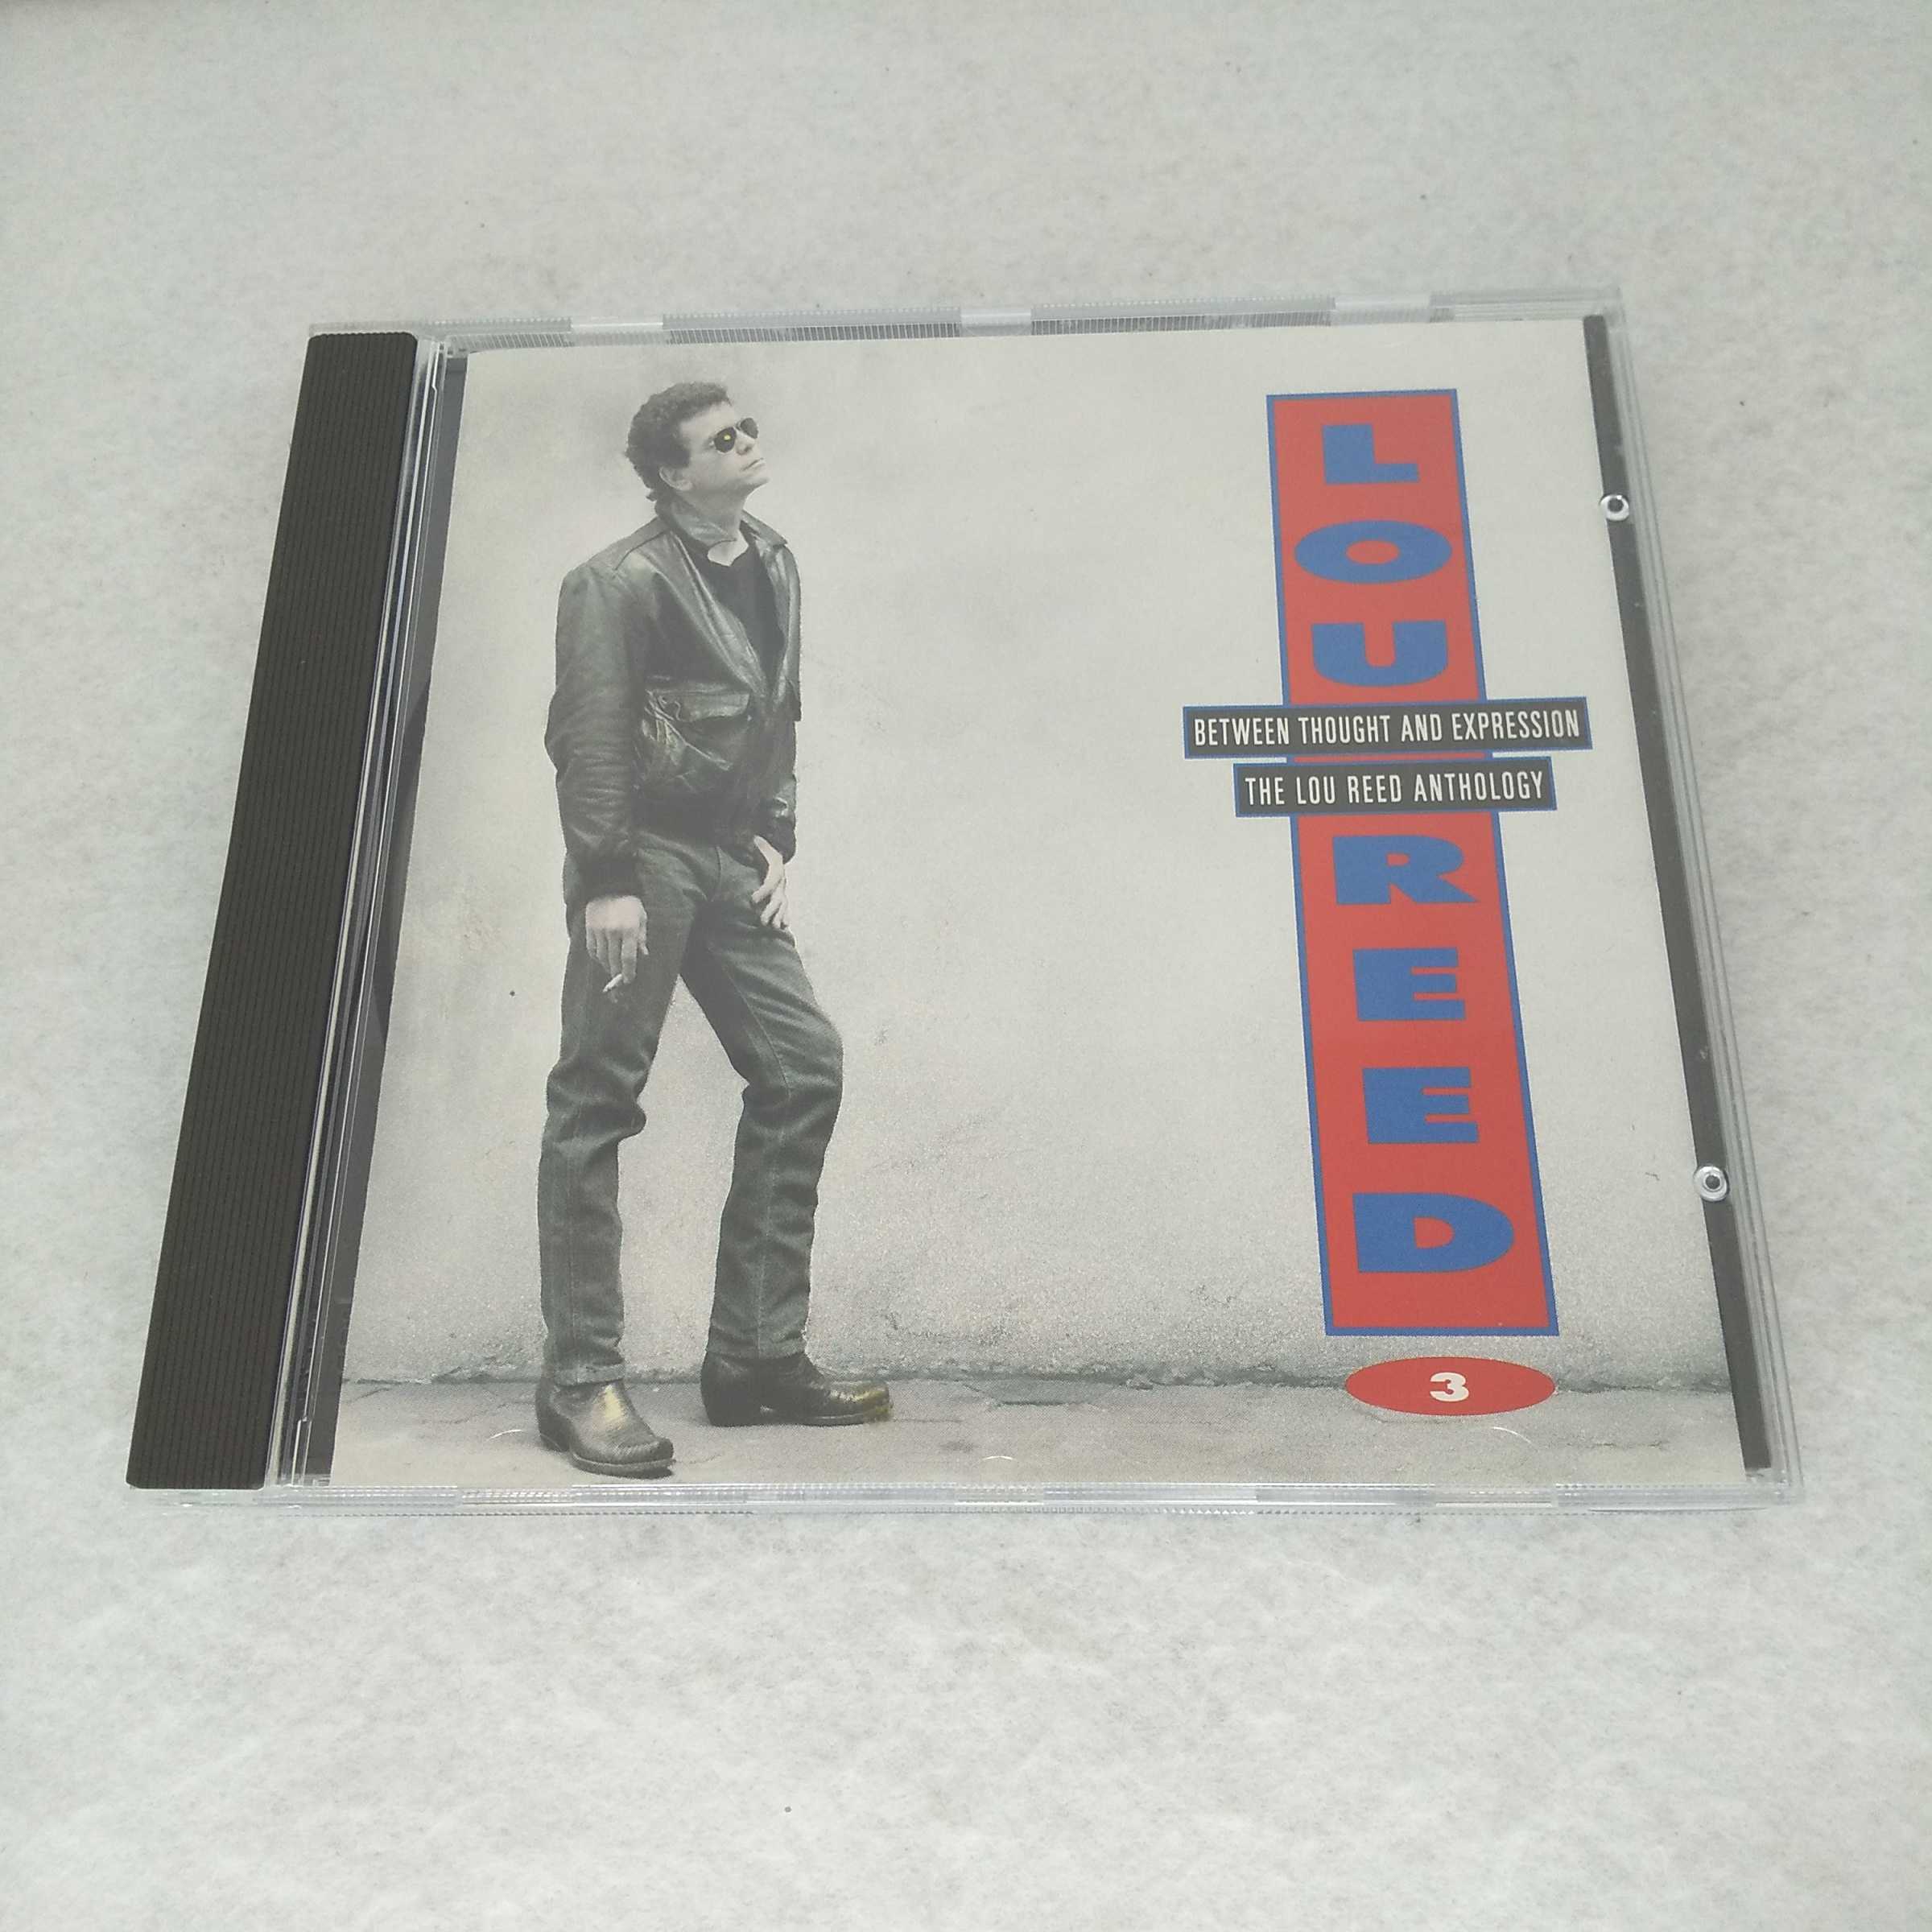 LOU
BETWEEN THOUGHT AND EXPRESSION
THE LOU REED ANTHOLOGY
REED
3